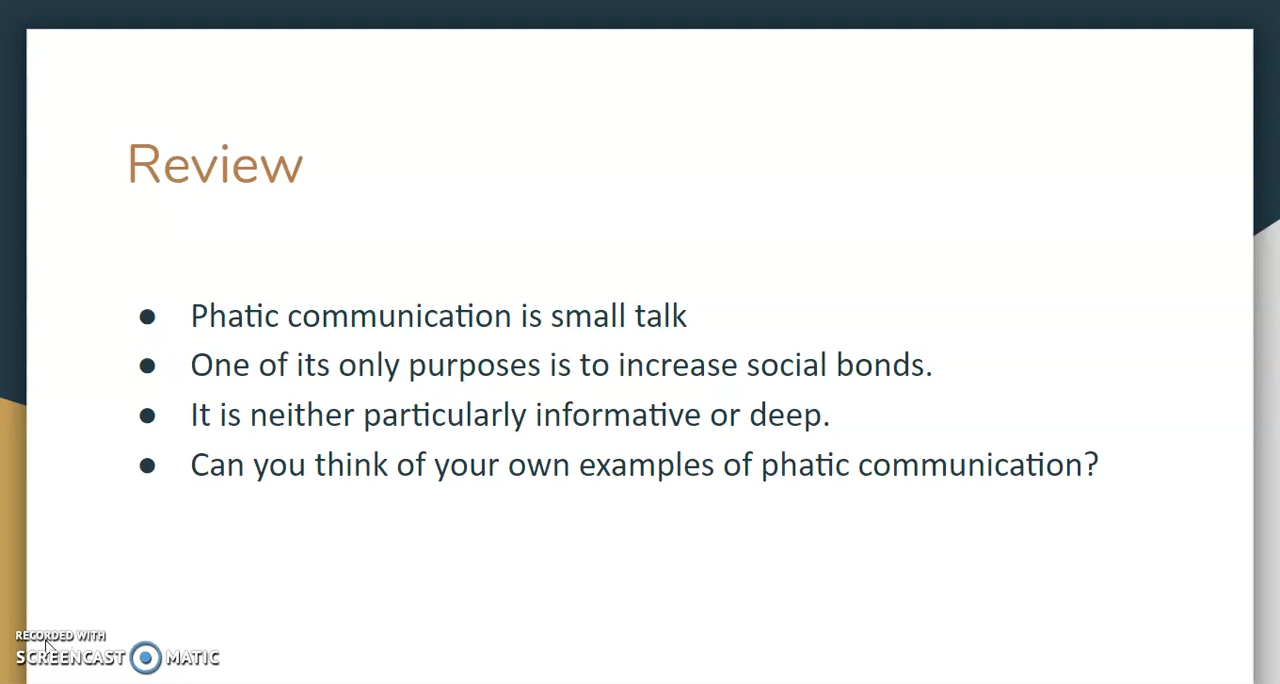 Review
● Phatic communication is small talk
● One of its only purposes is to increase social bonds.
● It is neither particularly informative or deep.
● Can you think of your own examples of phatic communication?
RECORDED WITH
SCREENCAST MATIC